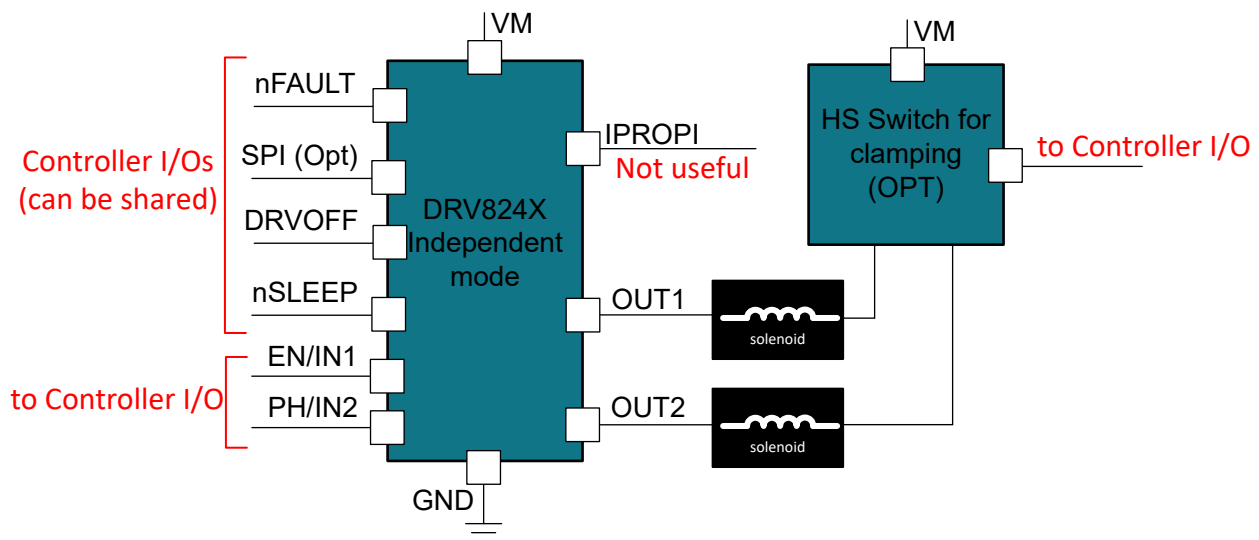 VM
nFAULT
SPI (Opt)
DRVOFF
nSLEEP
EN/IN1
PH/IN2
Controller I/Os
(can be shared)
to Controller I/O
DRV824X
Independent
mode
GND
IPROPI
Not useful
OUT1
OUT2
solenoid
solenoid
VM
HS Switch for
clamping
(OPT)
to Controller I/O